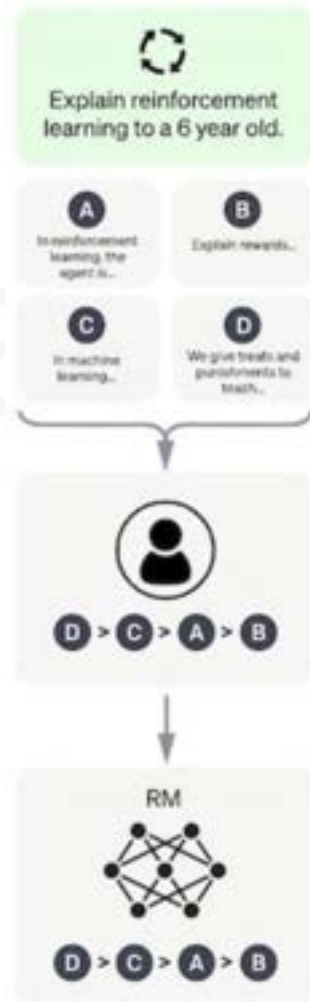 Explain reinforcement
learning to a 6 year old.
A
In reinforcement
learning, the
agent is...
B
Explain rewards...
C
In machine
learning...
D
We give treats and
punishments to
teach...
D > C > A > B
RM
D > C > A > B